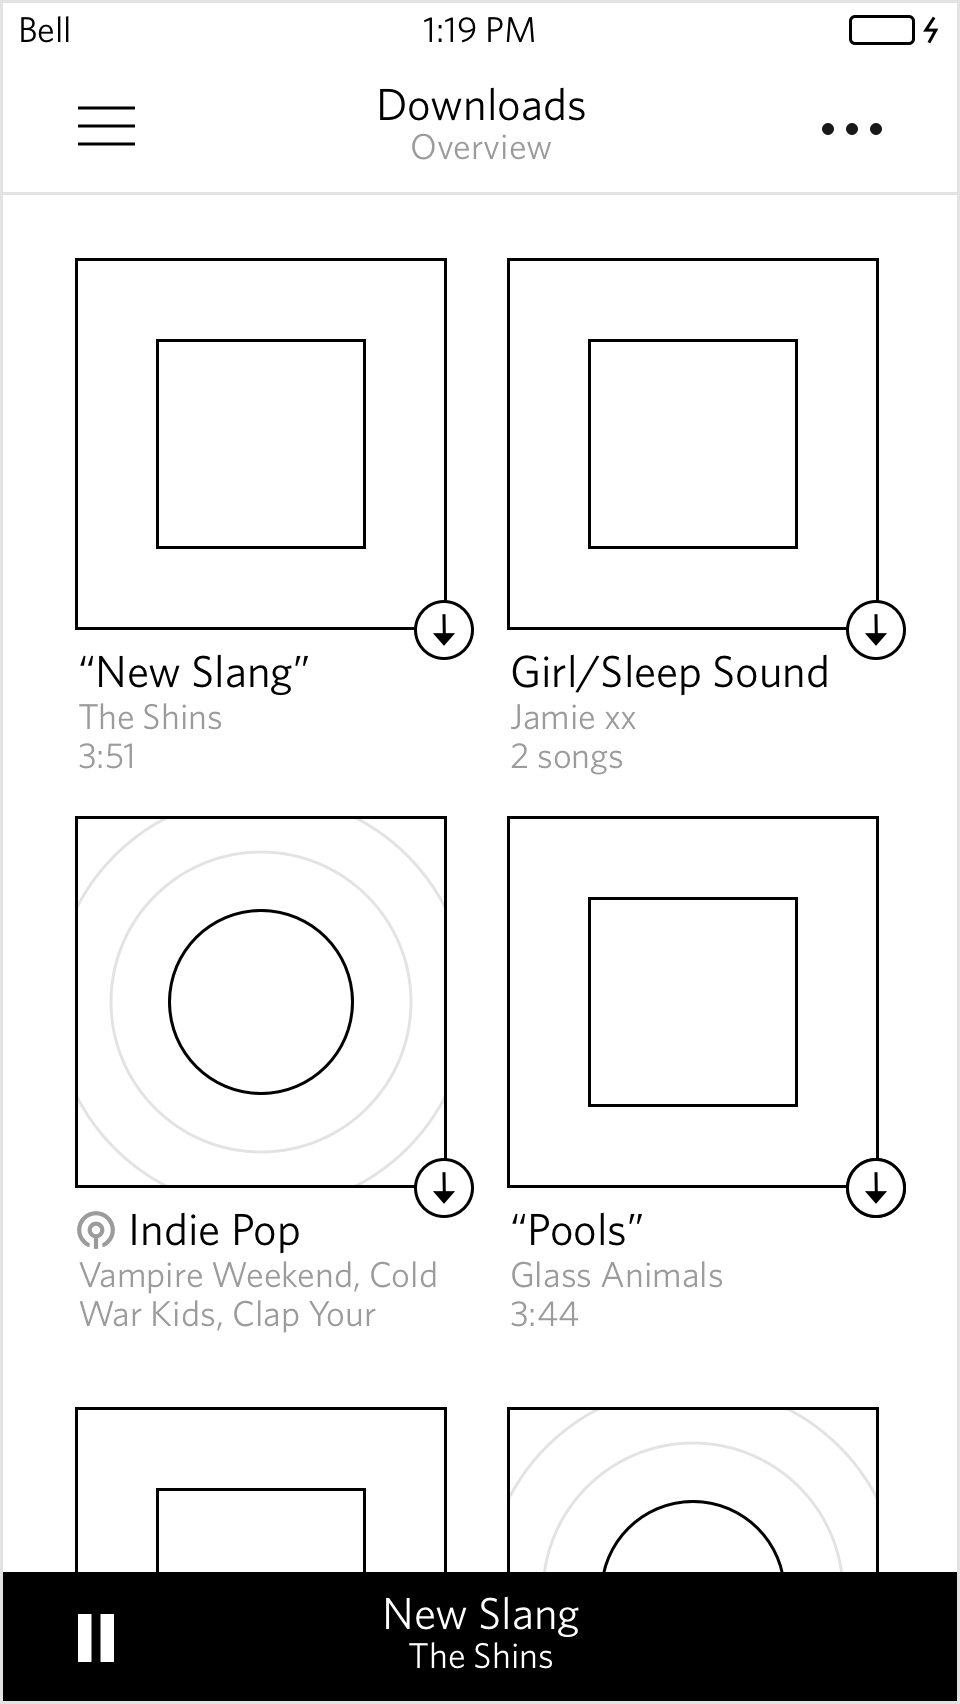 Bell
1:19 PM
Downloads
Overview
“New Slang”
The Shins
3:51
Girl/Sleep Sound
Jamie xx
2 songs
Indie Pop
Vampire Weekend, Cold
War Kids, Clap Your
“Pools”
Glass Animals
3:44
New Slang
The Shins